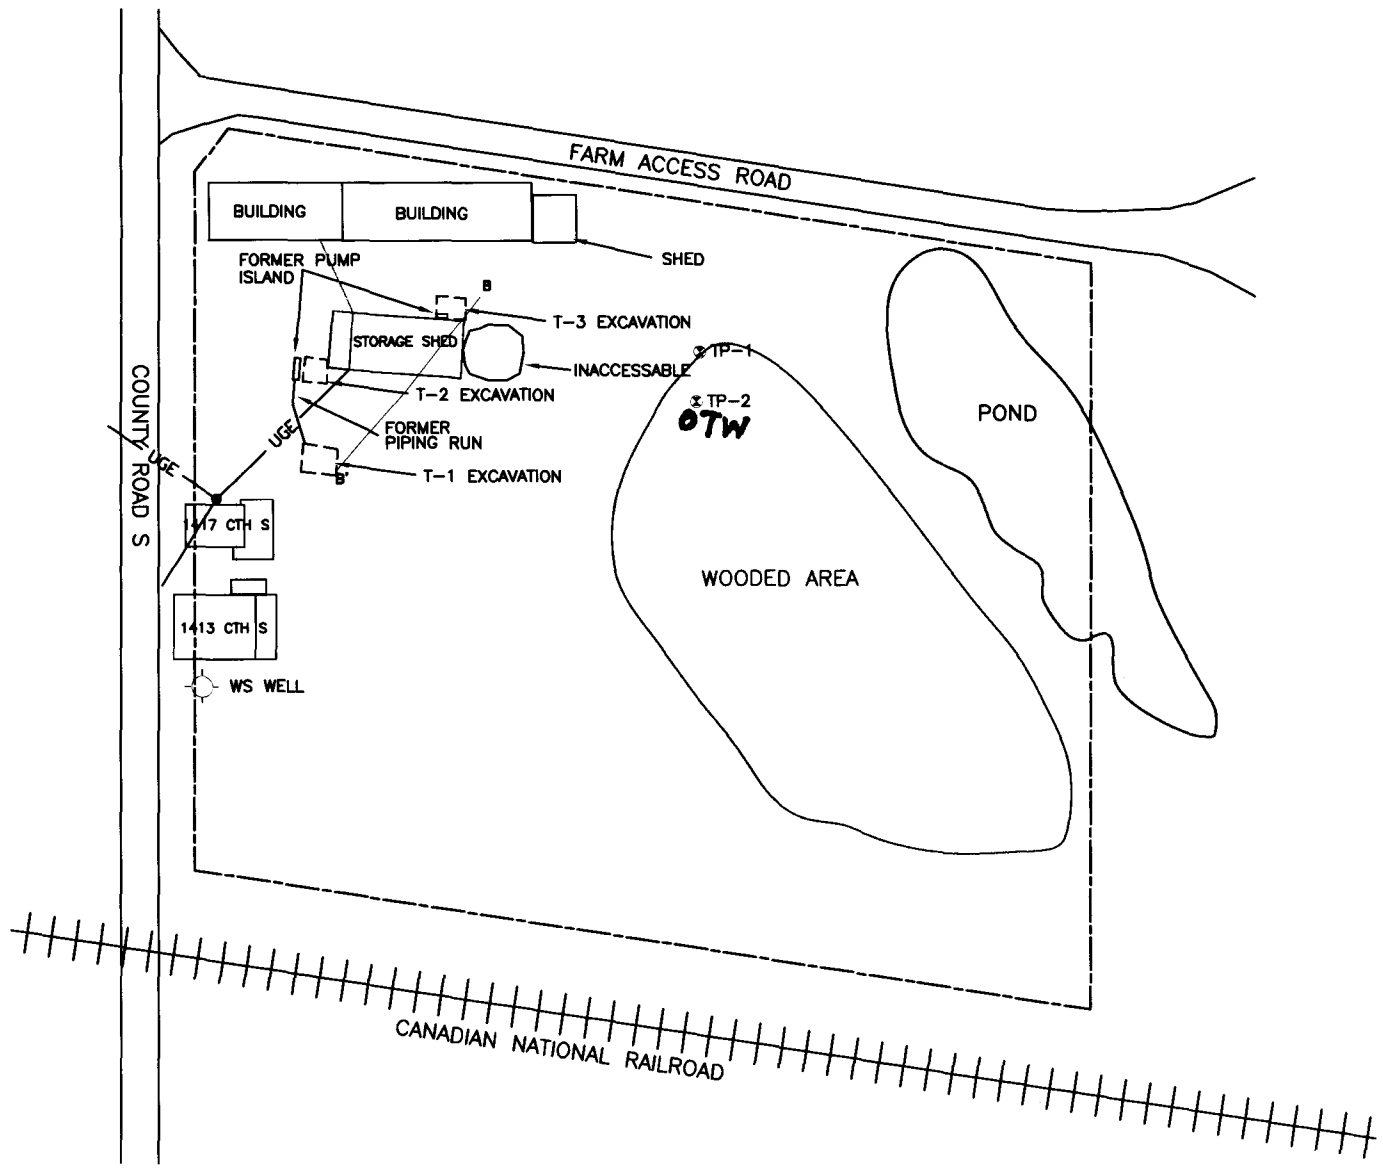 FARM ACCESS ROAD
BUILDING
BUILDING
SHED
FORMER PUMP
ISLAND
B
T-3 EXCAVATION
STORAGE SHED
INACCESSABLE
TP-1
T-2 EXCAVATION
TP-2
OTW
POND
COUNTY ROAD S
UGE
FORMER
PIPING RUN
UGE
T-1 EXCAVATION
B'
1417 CTH S
WOODED AREA
1413 CTH S
WS WELL
CANADIAN NATIONAL RAILROAD